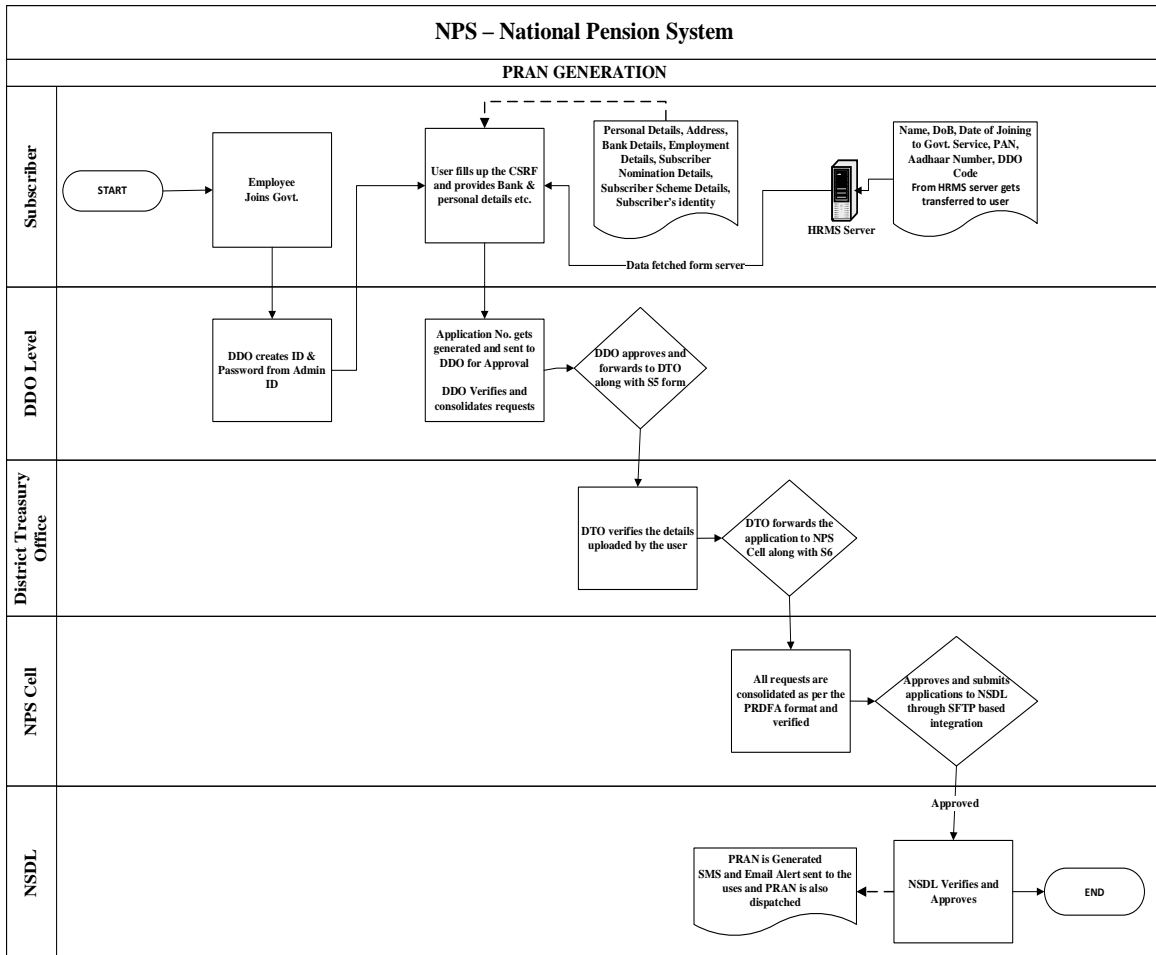 NPS – National Pension System
PRAN GENERATION
Subscriber
START
Employee
Joins Govt.
User fills up the CSRF
and provides Bank &
personal details etc.
Personal Details, Address,
Bank Details, Employment
Details, Subscriber
Nomination Details,
Subscriber Scheme Details,
Subscriber's identity
HRMS Server
Name, DoB, Date of Joining
to Govt. Service, PAN,
Aadhaar Number, DDO
Code
From HRMS server gets
transferred to user
Data fetched form server
DDO Level
DDO creates ID &
Password from Admin
ID
Application No. gets
generated and sent to
DDO for Approval
DDO Verifies and
consolidates requests
DDO approves and
forwards to DTO
along with S5 form
District Treasury
Office
DTO verifies the details
uploaded by the user
DTO forwards the
application to NPS
Cell along with S6
NPS Cell
All requests are
consolidated as per the
PRDFA format and
verified
Approves and submits
applications to NSDL
through SFTP based
integration
Approved
NSDL
PRAN is Generated
SMS and Email Alert sent to the
uses and PRAN is also
dispatched
NSDL Verifies and
Approves
END